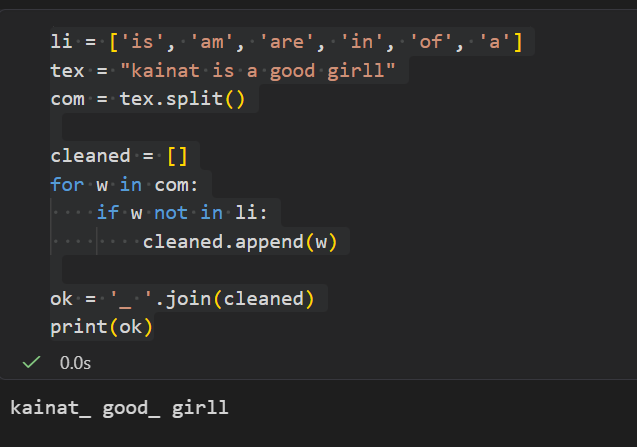 li = ['is', 'am', 'are', 'in', 'of', 'a']
tex = "kainat is a good girll"
com = tex.split()
cleaned = []
for w in com:
    if w not in li:
        cleaned.append(w)
ok = '_ '.join(cleaned)
print(ok)
0.0s
kainat_ good_ girll